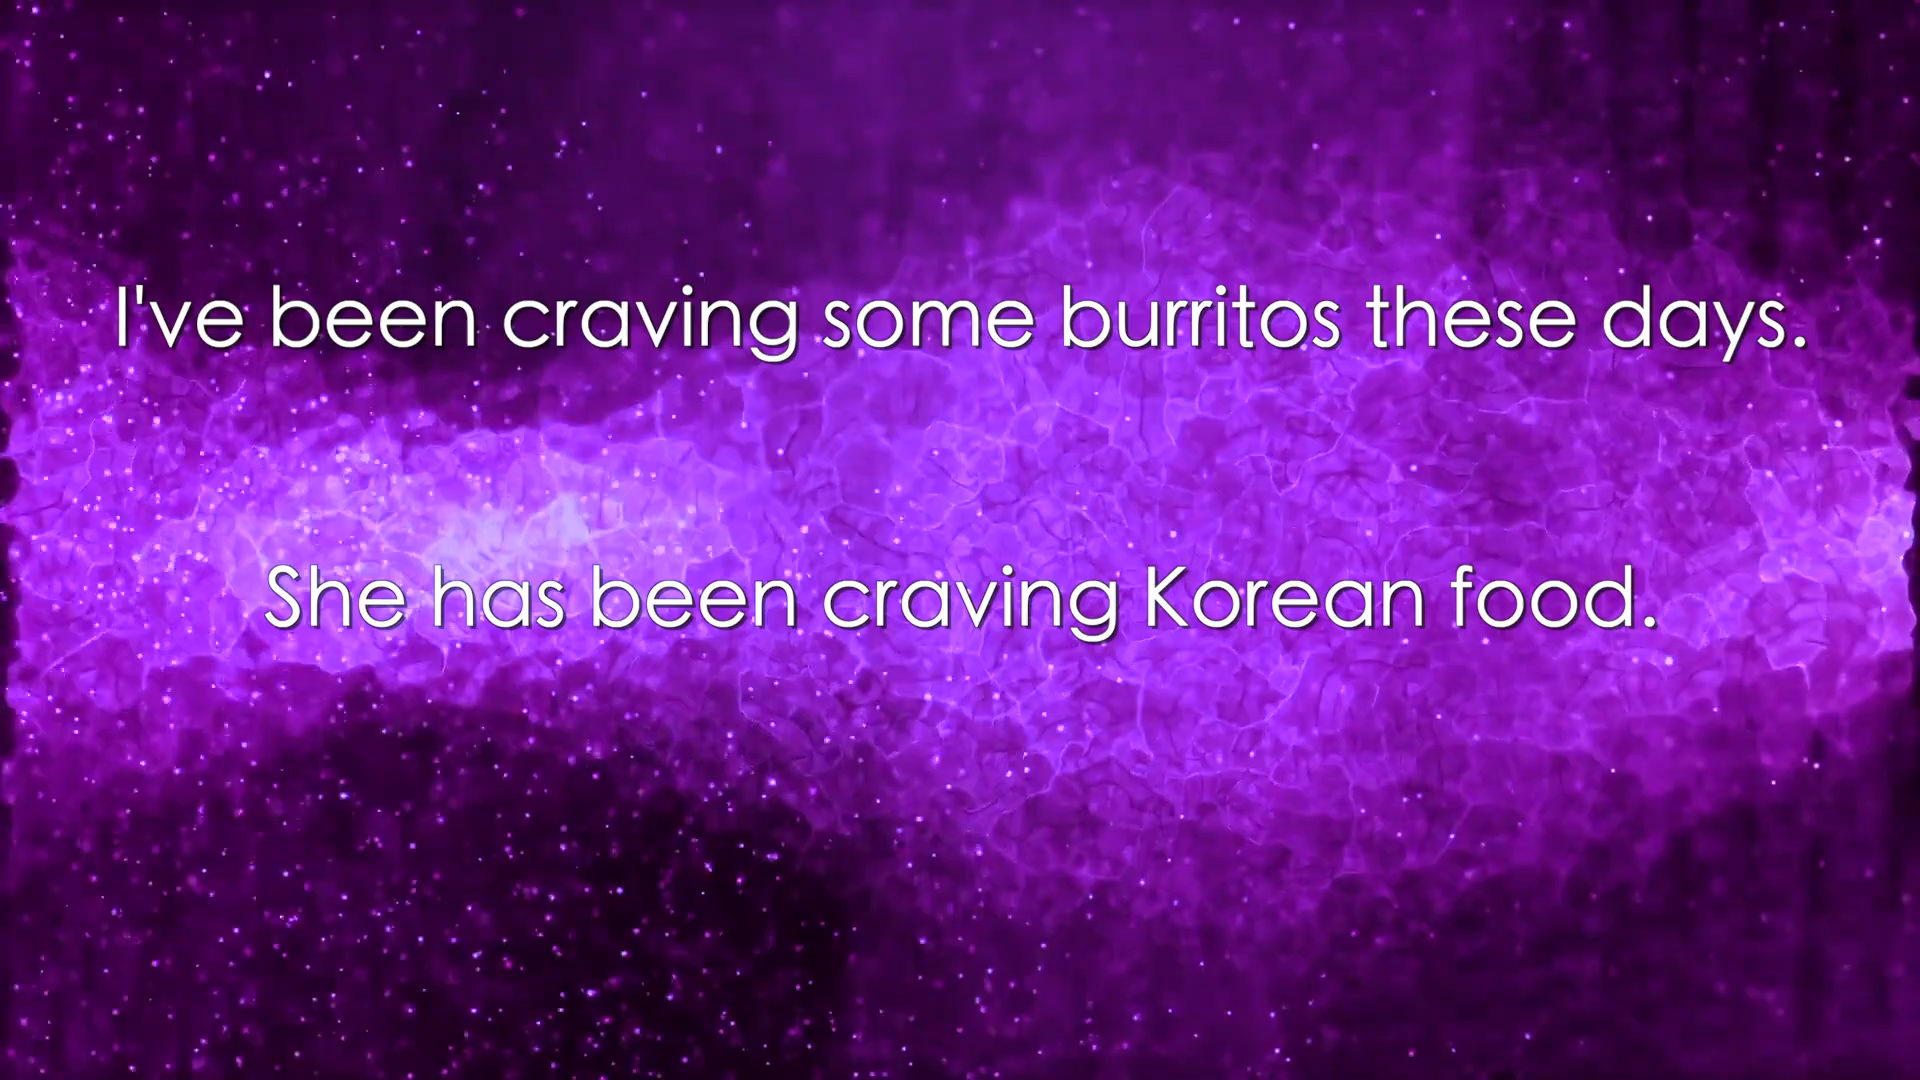 I've been craving some burritos these days.
She has been craving Korean food.